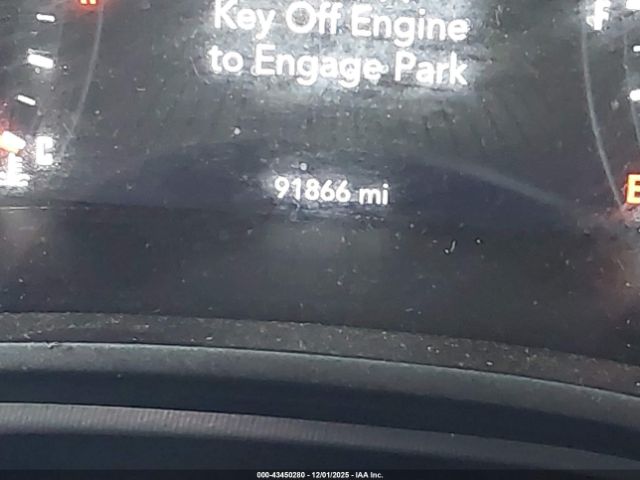 Key Off Engine
to Engage Park
F
C
E
91866 mi
000-43450280 - 12/01/2025 - IAA Inc.